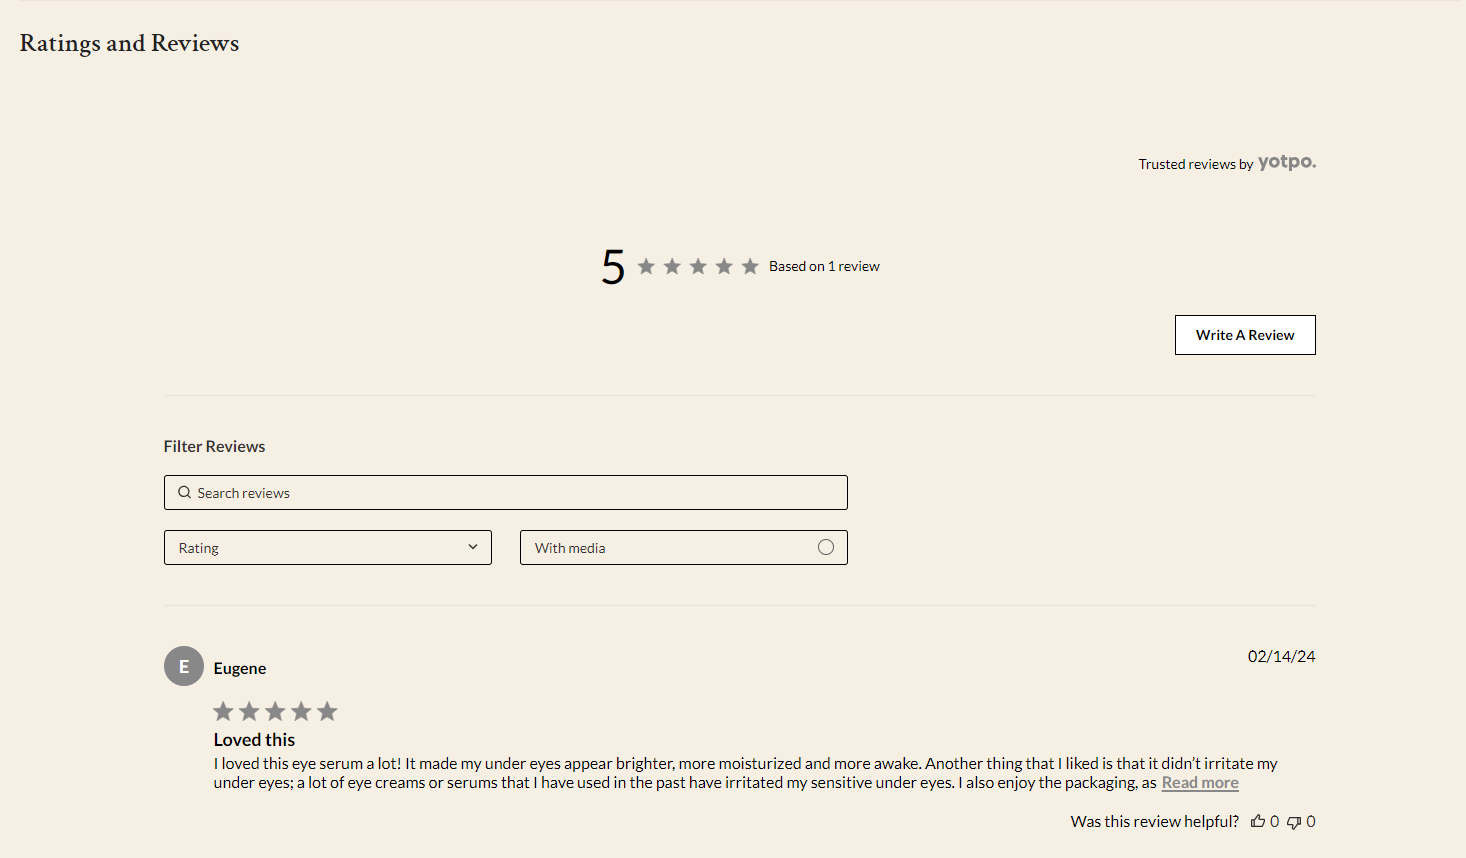 Ratings and Reviews
Trusted reviews by yotpo.
5 Based on 1 review
Write A Review
Filter Reviews
Search reviews
Rating
With media
E
Eugene
02/14/24
Loved this
I loved this eye serum a lot! It made my under eyes appear brighter, more moisturized and more awake. Another thing that I liked is that it didn’t irritate my
under eyes; a lot of eye creams or serums that I have used in the past have irritated my sensitive under eyes. I also enjoy the packaging, as Read more
Was this review helpful? 0 0